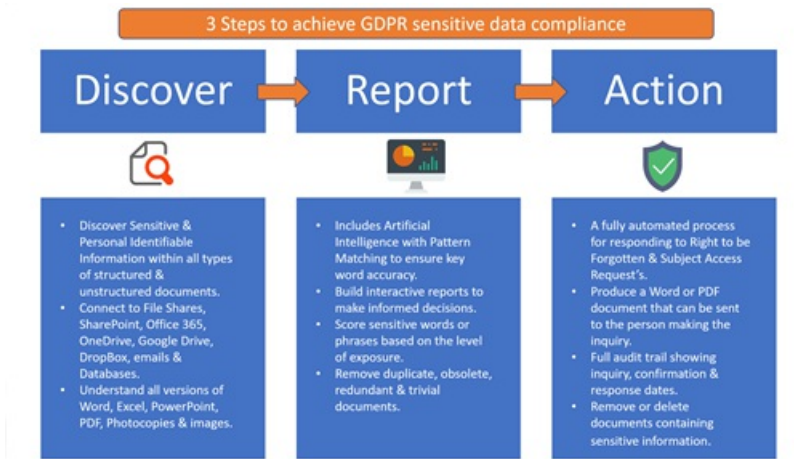 3 Steps to achieve GDPR sensitive data compliance
Discover
Report
Action
• Discover Sensitive &
Personal Identifiable
Information within all types
of structured &
unstructured documents.
• Connect to File Shares,
SharePoint, Office 365,
OneDrive, Google Drive,
DropBox, emails &
Databases.
• Understand all versions of
Word, Excel, PowerPoint,
PDF, Photocopies & images.
• Includes Artificial
Intelligence with Pattern
Matching to ensure key
word accuracy.
• Build interactive reports to
make informed decisions.
• Score sensitive words or
phrases based on the level
of exposure.
• Remove duplicate, obsolete,
redundant & trivial
documents.
• A fully automated process
for responding to Right to be
Forgotten & Subject Access
Request's.
• Produce a Word or PDF
document that can be sent
to the person making the
inquiry.
• Full audit trail showing
inquiry, confirmation &
response dates.
• Remove or delete
documents containing
sensitive information.